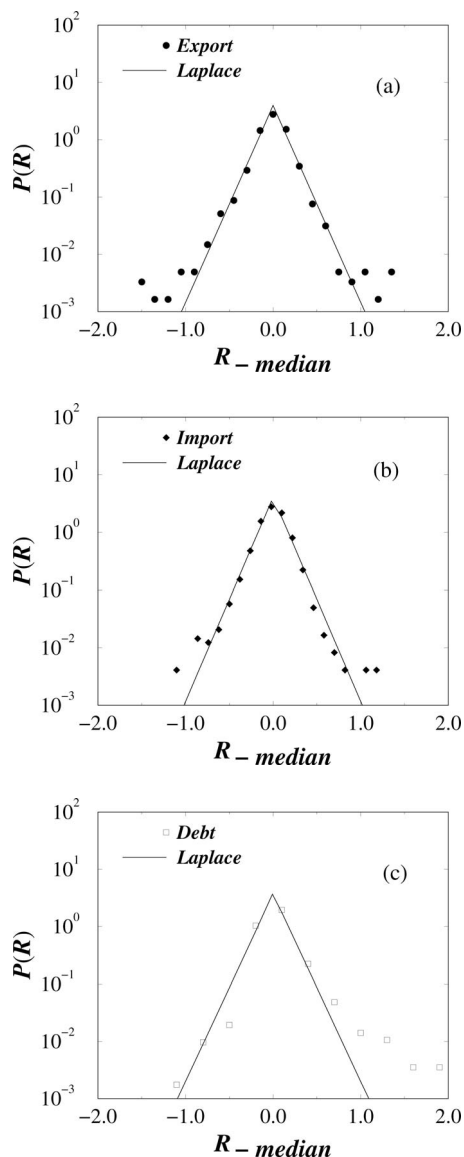 10^2
Export
Laplace
(a)
10^1
10^0
P(R)
10^-1
10^-2
10^-3
-2.0 -1.0 0.0 1.0 2.0
R - median
10^2
Import
Laplace
(b)
10^1
10^0
P(R)
10^-1
10^-2
10^-3
-2.0 -1.0 0.0 1.0 2.0
R - median
10^2
Debt
Laplace
(c)
10^1
10^0
P(R)
10^-1
10^-2
10^-3
-2.0 -1.0 0.0 1.0 2.0
R - median